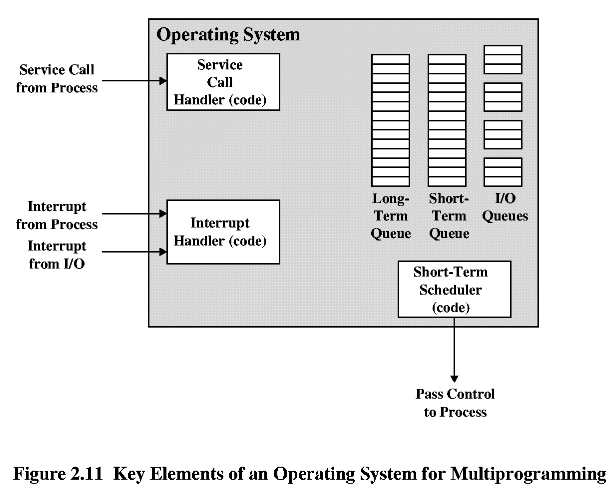 Operating System
Service Call
from Process
Service
Call
Handler (code)
Interrupt
from Process
Interrupt
from I/O
Interrupt
Handler (code)
Long-
Term
Queue
Short-
Term
Queue
I/O
Queues
Short-Term
Scheduler
(code)
Pass Control
to Process
Figure 2.11 Key Elements of an Operating System for Multiprogramming